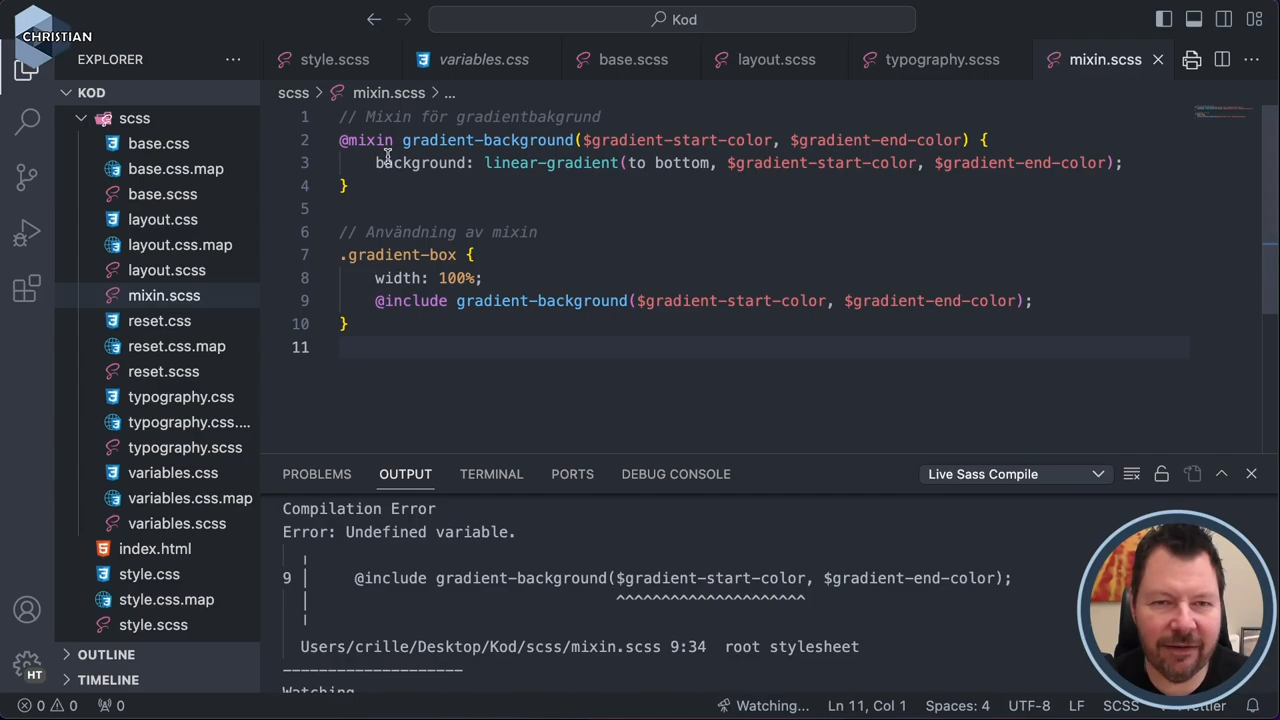 CHRISTIAN
Kod
EXPLORER
style.scss
variables.css
base.scss
layout.scss
typography.scss
mixin.scss
KOD
scss
base.css
base.css.map
base.scss
layout.css
layout.css.map
layout.scss
mixin.scss
reset.css
reset.css.map
reset.scss
typography.css
typography.css....
typography.scss
variables.css
variables.css.map
variables.scss
index.html
style.css
style.css.map
style.scss
OUTLINE
TIMELINE
HT
scss > mixin.scss > ...
1 // Mixin för gradientbakgrund
2 @mixin gradient-background($gradient-start-color, $gradient-end-color) {
3 background: linear-gradient(to bottom, $gradient-start-color, $gradient-end-color);
4 }
5
6 // Användning av mixin
7 .gradient-box {
8 width: 100%;
9 @include gradient-background($gradient-start-color, $gradient-end-color);
10 }
11
PROBLEMS OUTPUT TERMINAL PORTS DEBUG CONSOLE
Live Sass Compile
Compilation Error
Error: Undefined variable.
9 │ @include gradient-background($gradient-start-color, $gradient-end-color);
│ ^^^^^^^^^^^^^^^^^^^^^
Users/crille/Desktop/Kod/scss/mixin.scss 9:34 root stylesheet
--------------------
Watching...
0 0 0
Watching... Ln 11, Col 1 Spaces: 4 UTF-8 LF SCSS Prettier